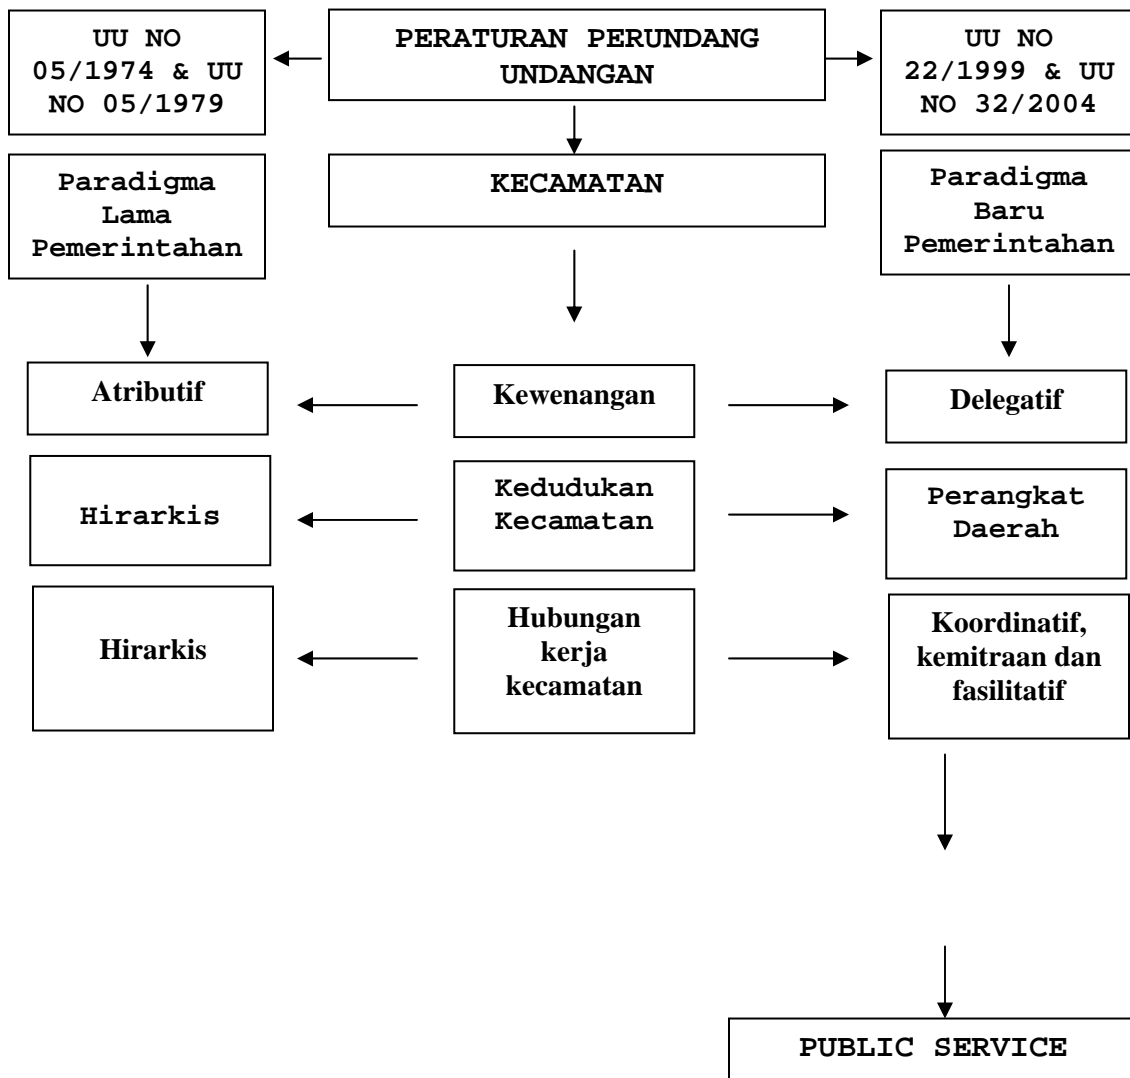 UU NO
05/1974 & UU
NO 05/1979
PERATURAN PERUNDANG
UNDANGAN
UU NO
22/1999 & UU
NO 32/2004
Paradigma
Lama
Pemerintahan
KECAMATAN
Paradigma
Baru
Pemerintahan
Atributif
Kewenangan
Delegatif
Hirarkis
Kedudukan
Kecamatan
Perangkat
Daerah
Hirarkis
Hubungan
kerja
kecamatan
Koordinatif,
kemitraan dan
fasilitatif
PUBLIC SERVICE